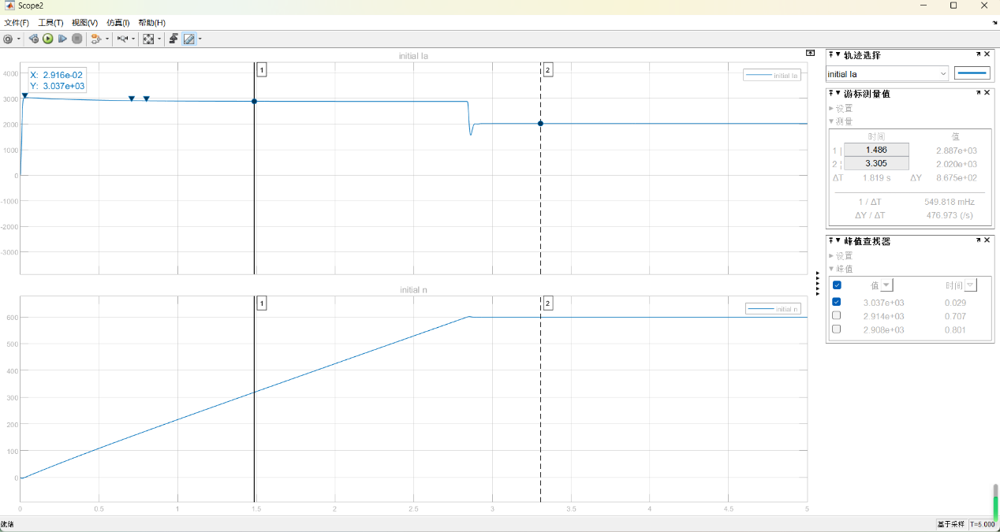 Scope2
文件(F) 工具(T) 视图(V) 仿真(I) 帮助(H)
initial Ia
X: 2.916e-02
Y: 3.037e+03
1
2
initial Ia
4000
3000
2000
1000
0
-1000
-2000
-3000
initial n
1
2
initial n
600
500
400
300
200
100
0
0 0.5 1 1.5 2 2.5 3 3.5 4 4.5 5
轨迹选择
initial Ia
游标测量值
设置
测量
时间 值
1 | 1.486 2.887e+03
2 ¦ 3.305 2.020e+03
ΔT 1.819 s ΔY 8.675e+02
1 / ΔT 549.818 mHz
ΔY / ΔT 476.973 (/s)
峰值查找器
设置
峰值
值 时间
3.037e+03 0.029
2.914e+03 0.707
2.908e+03 0.801
就绪 基于采样 T=5.000